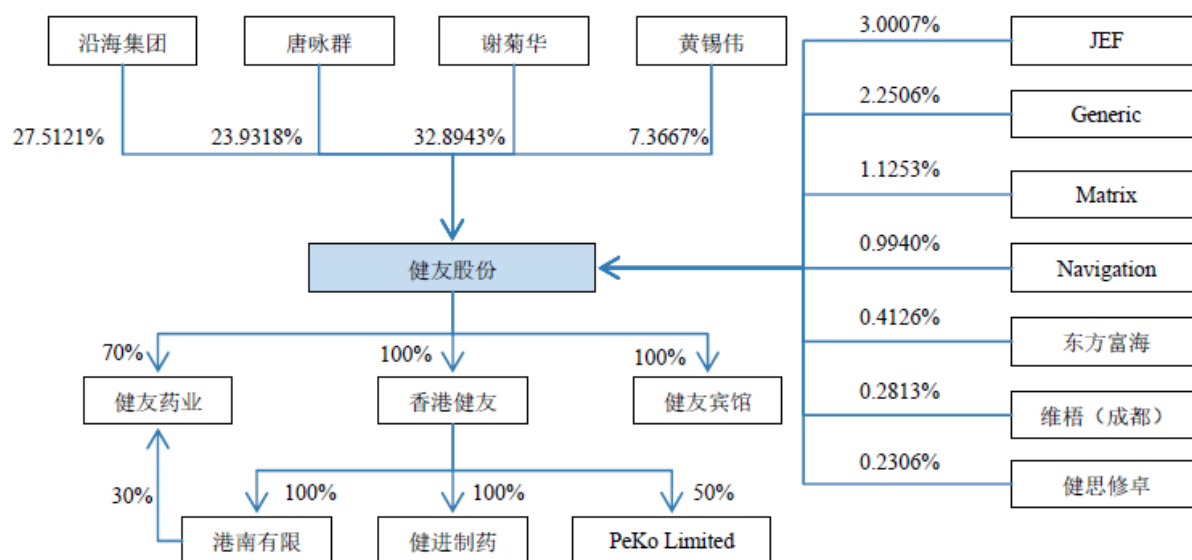 沿海集团
唐咏群
谢菊华
黄锡伟
27.5121%
23.9318%
32.8943%
7.3667%
3.0007%
JEF
2.2506%
Generic
1.1253%
Matrix
0.9940%
Navigation
0.4126%
东方富海
0.2813%
维梧（成都）
0.2306%
健思修卓
健友股份
70%
100%
100%
健友药业
香港健友
健友宾馆
30%
100%
100%
50%
港南有限
健进制药
PeKo Limited